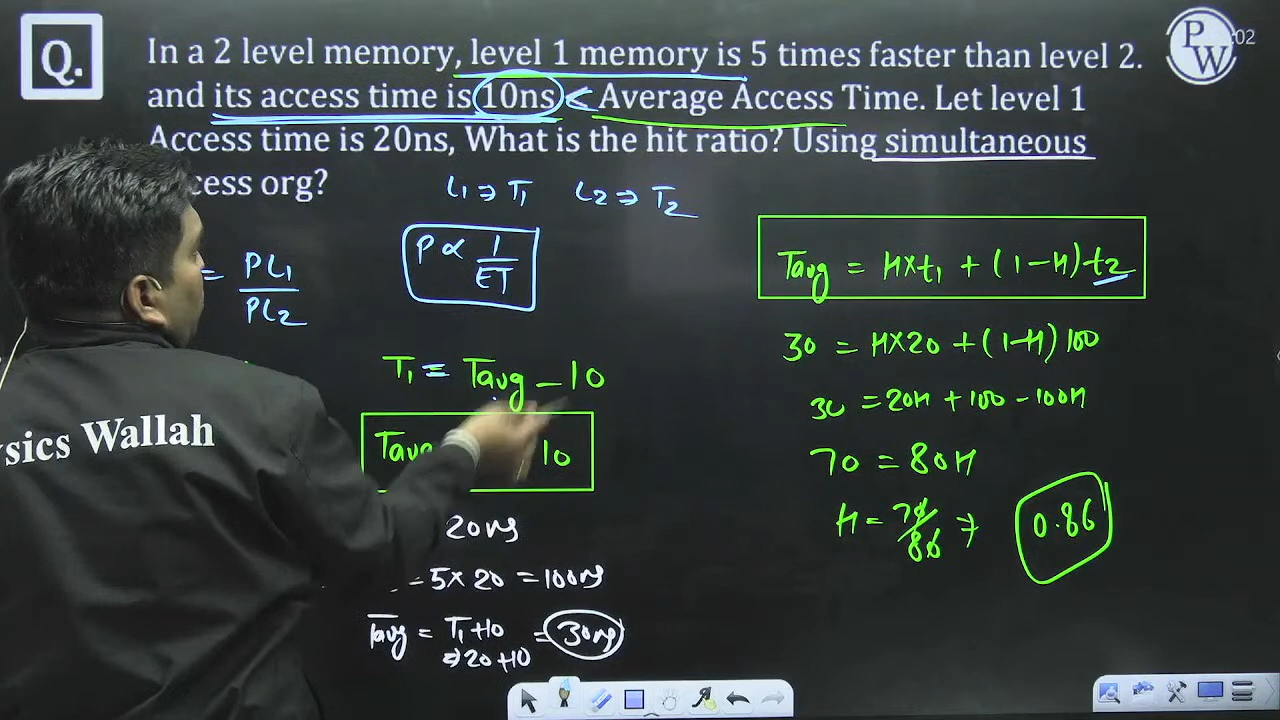 Q.
In a 2 level memory, level 1 memory is 5 times faster than level 2.
and its access time is 10ns < Average Access Time. Let level 1
Access time is 20ns, What is the hit ratio? Using simultaneous
cess org?
PW
02
L1 ⇒ T1 L2 ⇒ T2
= PL1 / PL2
P ∝ 1 / ET
T1 = Tavg - 10
Tavg 10
20ns
= 5 × 20 = 100ns
Tavg = T1 + 10 = 30ns
⇒ 20 + 10
Tavg = H×t1 + (1-H) t2
30 = H×20 + (1-H) 100
30 = 20H + 100 - 100H
70 = 80H
H = 70 / 80 ⇒ 0.86
ysics Wallah